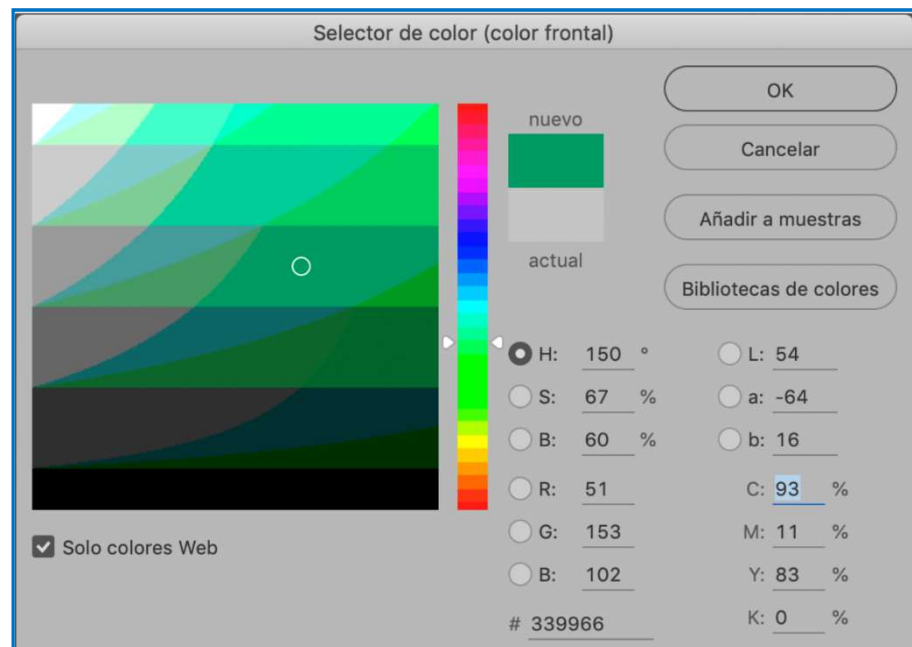 Selector de color (color frontal)
OK
nuevo
Cancelar
Añadir a muestras
actual
Bibliotecas de colores
H: 150 °
L: 54
S: 67 %
a: -64
B: 60 %
b: 16
R: 51
C: 93 %
G: 153
M: 11 %
Solo colores Web
B: 102
Y: 83 %
# 339966
K: 0 %